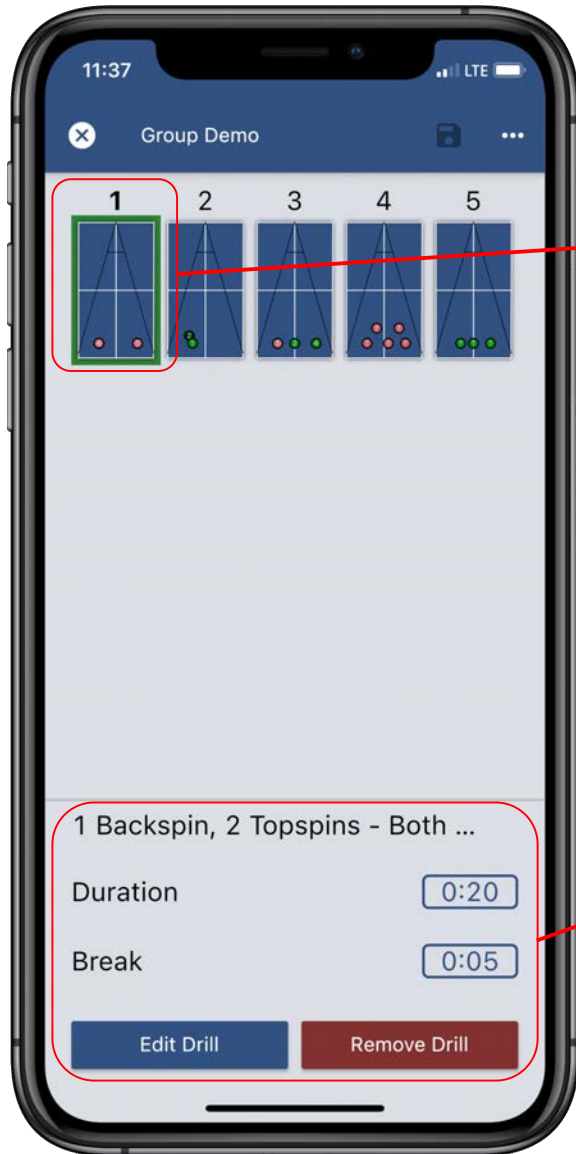 11:37 LTE
Group Demo
1 2 3 4 5
2
1 Backspin, 2 Topspins - Both ...
Duration 0:20
Break 0:05
Edit Drill Remove Drill